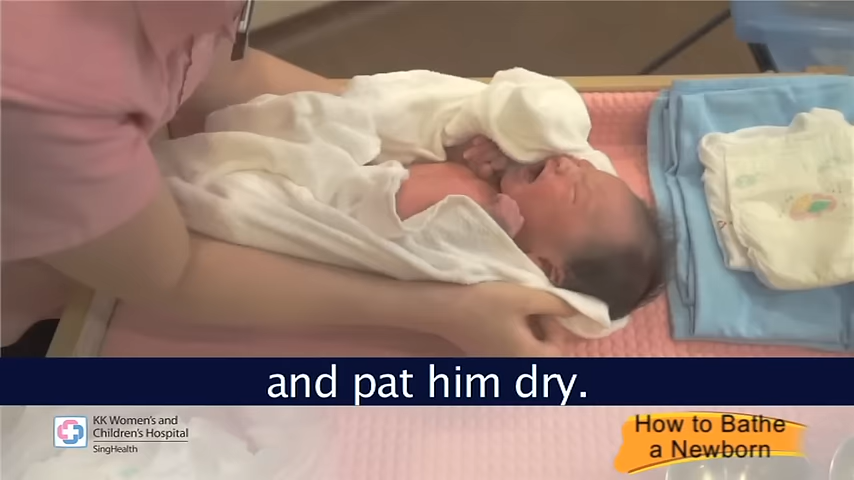 and pat him dry.
KK Women's and
Children's Hospital
SingHealth
How to Bathe
a Newborn